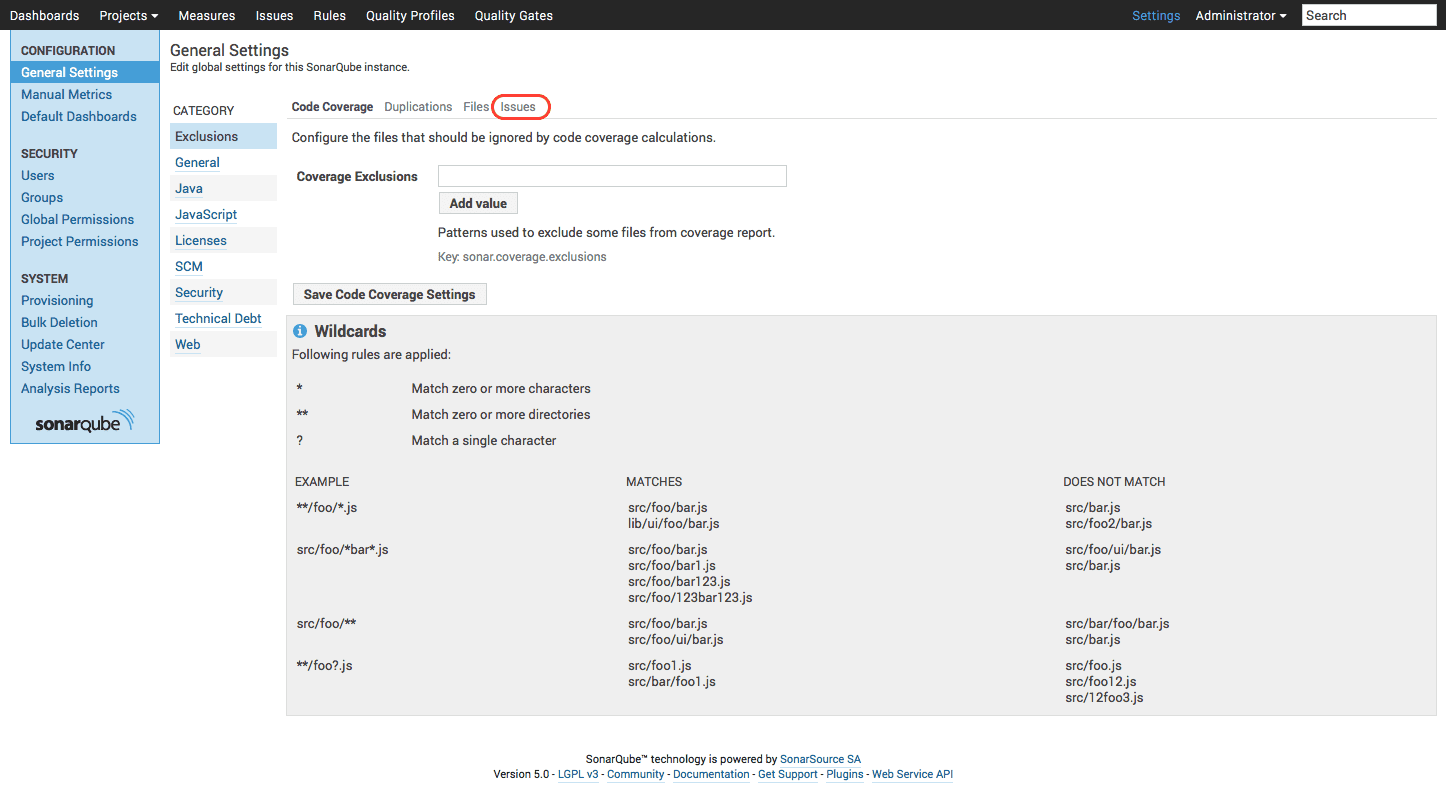 Dashboards Projects Measures Issues Rules Quality Profiles Quality Gates Settings Administrator Search
CONFIGURATION
General Settings
Manual Metrics
Default Dashboards
SECURITY
Users
Groups
Global Permissions
Project Permissions
SYSTEM
Provisioning
Bulk Deletion
Update Center
System Info
Analysis Reports
sonarqube
General Settings
Edit global settings for this SonarQube instance.
CATEGORY
Exclusions
General
Java
JavaScript
Licenses
SCM
Security
Technical Debt
Web
Code Coverage Duplications Files Issues
Configure the files that should be ignored by code coverage calculations.
Coverage Exclusions
Add value
Patterns used to exclude some files from coverage report.
Key: sonar.coverage.exclusions
Save Code Coverage Settings
Wildcards
Following rules are applied:
* Match zero or more characters
** Match zero or more directories
? Match a single character
EXAMPLE MATCHES DOES NOT MATCH
**/foo/*.js src/foo/bar.js src/bar.js
lib/ui/foo/bar.js src/foo2/bar.js
src/foo/*bar*.js src/foo/bar.js src/foo/ui/bar.js
src/foo/bar1.js src/bar.js
src/foo/bar123.js
src/foo/123bar123.js
src/foo/** src/foo/bar.js src/bar/foo/bar.js
src/foo/ui/bar.js src/bar.js
**/foo?.js src/foo1.js src/foo.js
src/bar/foo1.js src/foo12.js
src/12foo3.js
SonarQube™ technology is powered by SonarSource SA
Version 5.0 - LGPL v3 - Community - Documentation - Get Support - Plugins - Web Service API